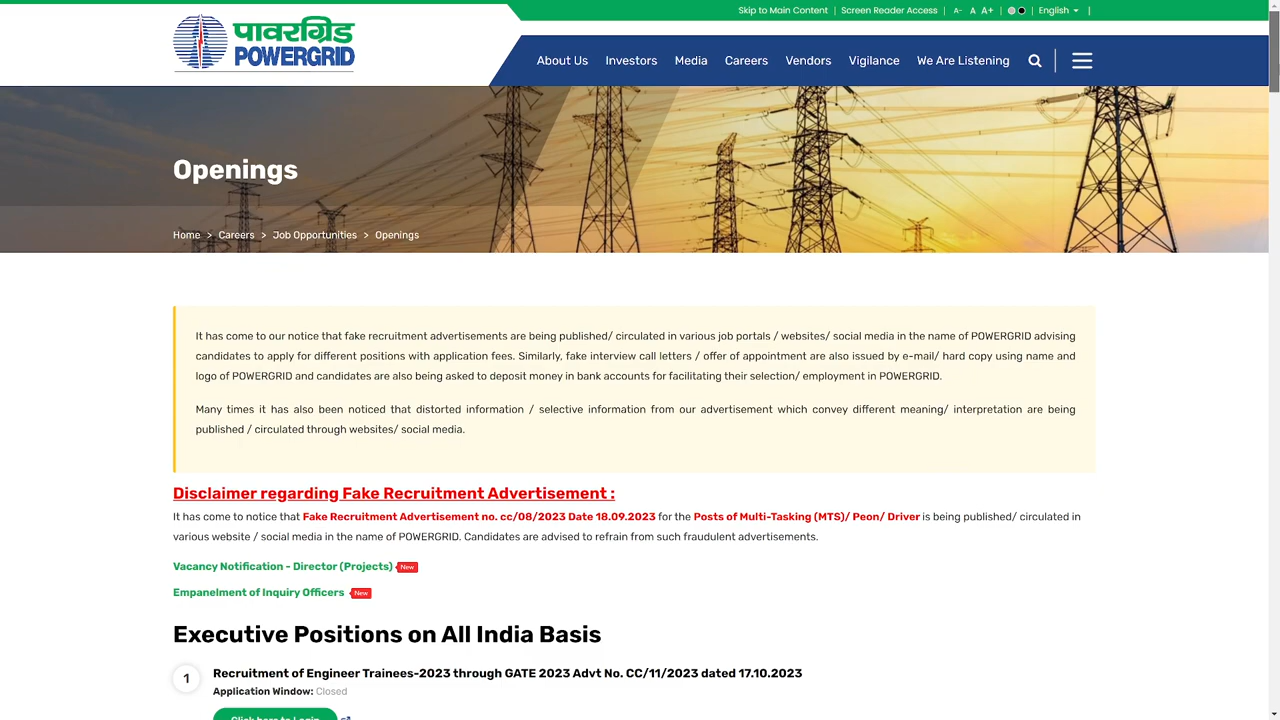 Skip to Main Content | Screen Reader Access | A- A A+ | | English |
पावरग्रिड
POWERGRID
About Us Investors Media Careers Vendors Vigilance We Are Listening
Openings
Home > Careers > Job Opportunities > Openings
It has come to our notice that fake recruitment advertisements are being published/ circulated in various job portals / websites/ social media in the name of POWERGRID advising
candidates to apply for different positions with application fees. Similarly, fake interview call letters / offer of appointment are also issued by e-mail/ hard copy using name and
logo of POWERGRID and candidates are also being asked to deposit money in bank accounts for facilitating their selection/ employment in POWERGRID.
Many times it has also been noticed that distorted information / selective information from our advertisement which convey different meaning/ interpretation are being
published / circulated through websites/ social media.
Disclaimer regarding Fake Recruitment Advertisement :
It has come to notice that Fake Recruitment Advertisement no. cc/08/2023 Date 18.09.2023 for the Posts of Multi-Tasking (MTS)/ Peon/ Driver is being published/ circulated in
various website / social media in the name of POWERGRID. Candidates are advised to refrain from such fraudulent advertisements.
Vacancy Notification - Director (Projects) New
Empanelment of Inquiry Officers New
Executive Positions on All India Basis
1 Recruitment of Engineer Trainees-2023 through GATE 2023 Advt No. CC/11/2023 dated 17.10.2023
Application Window: Closed
Click here to Login